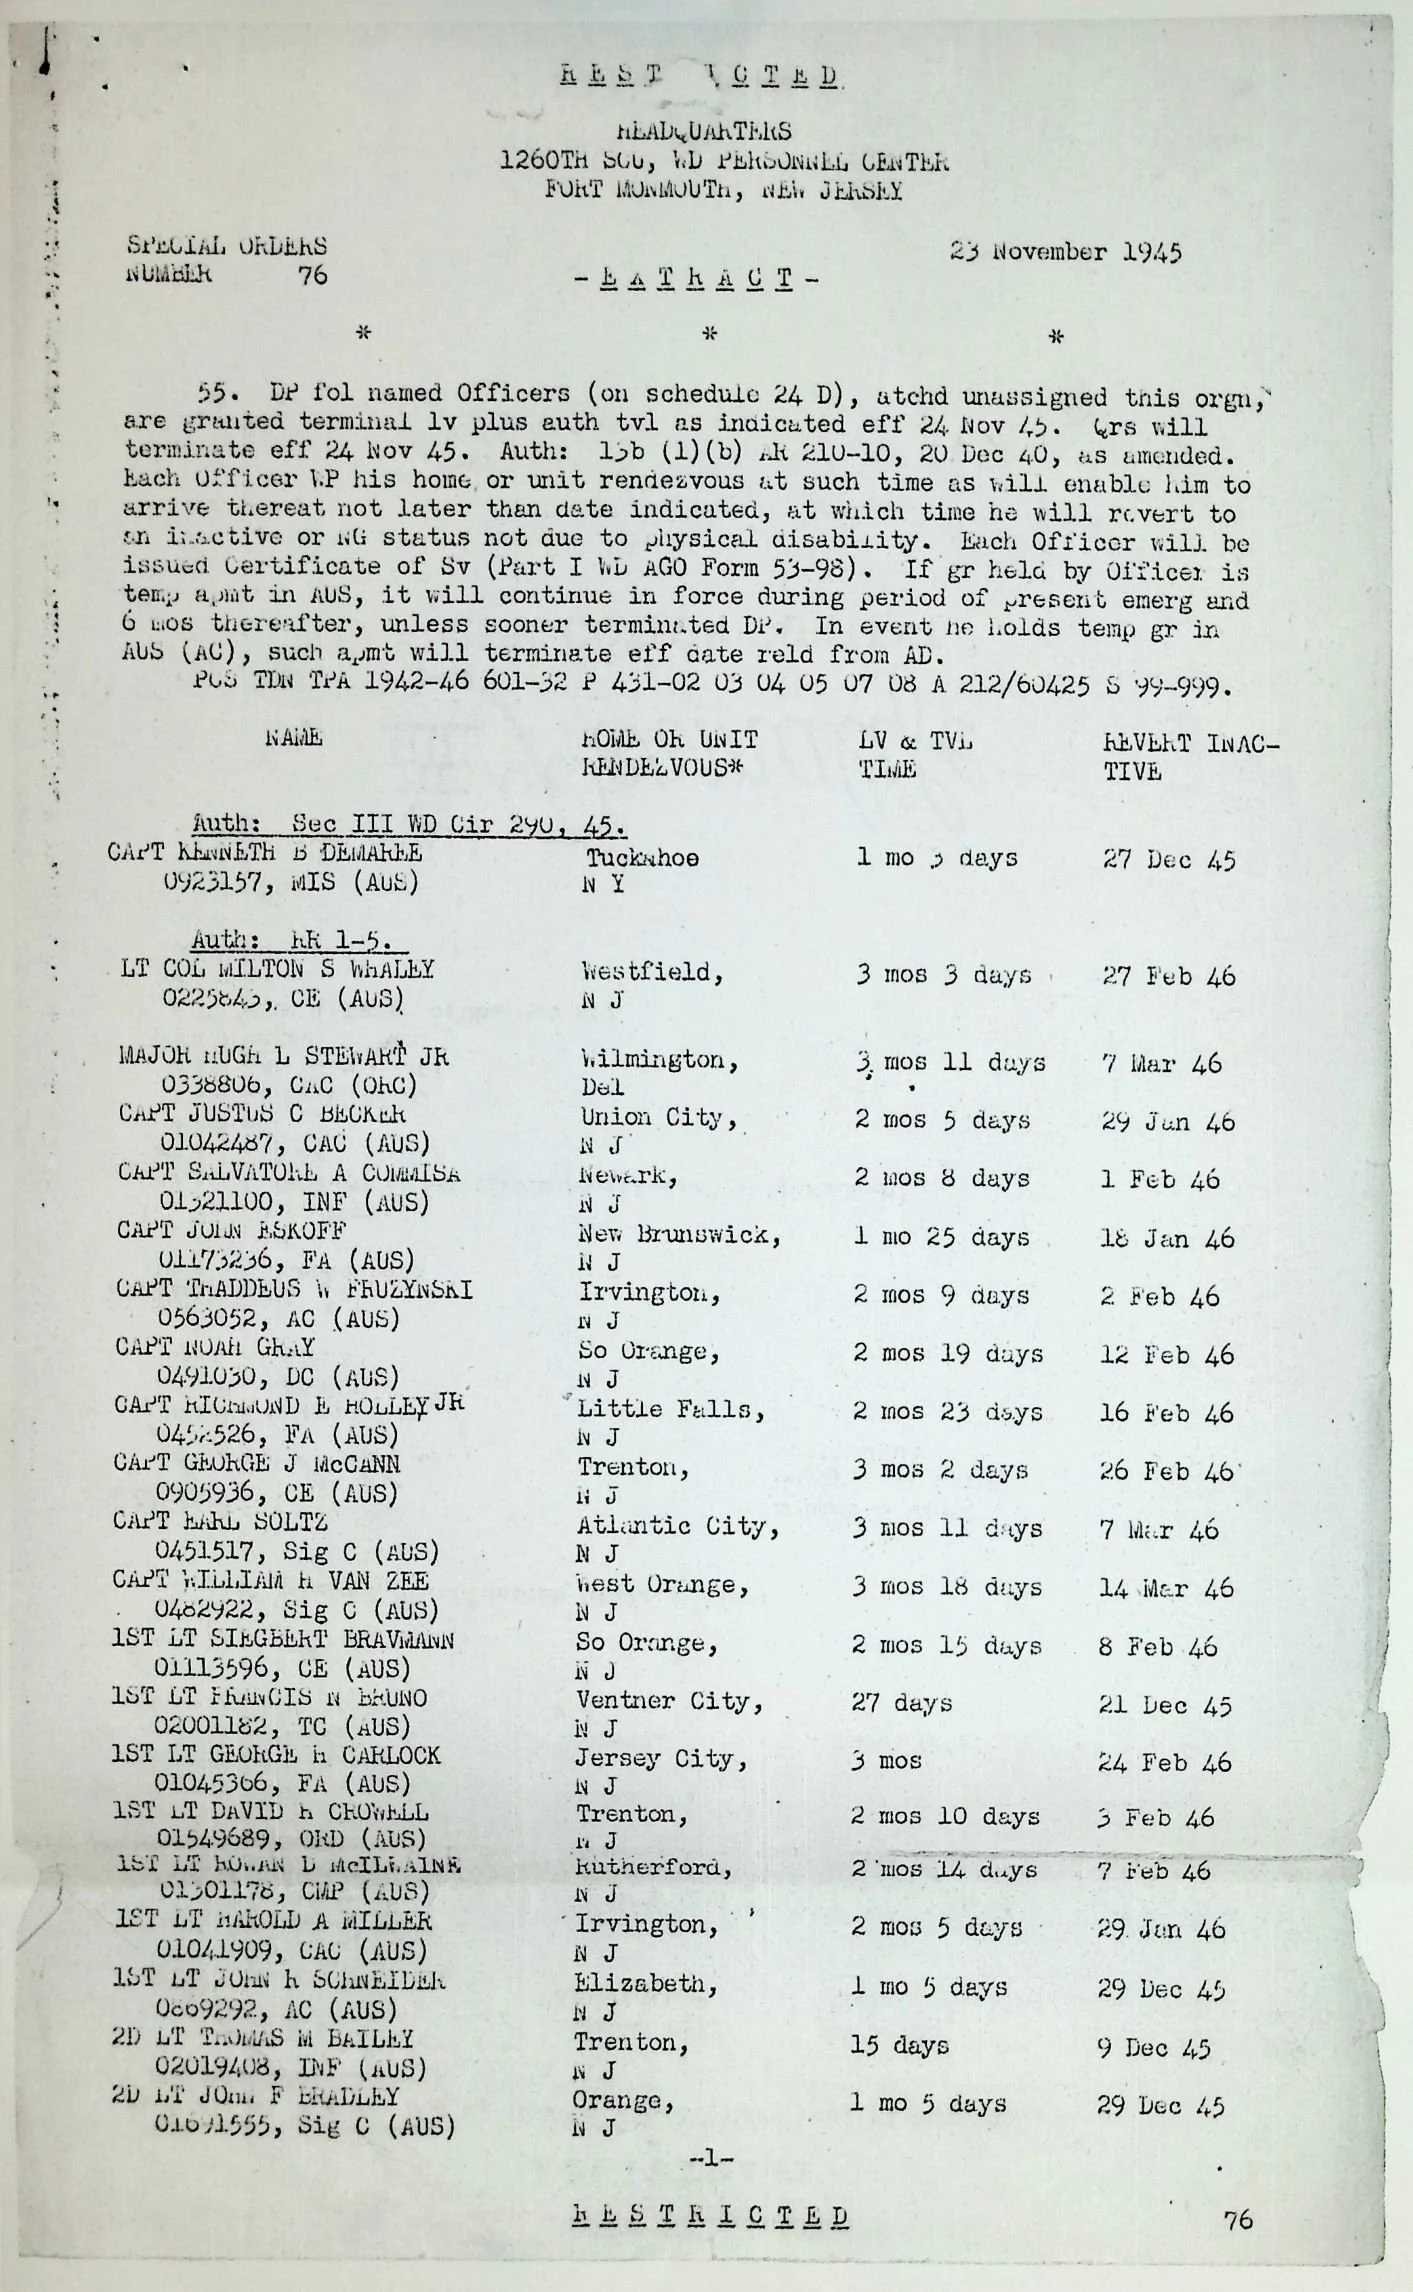 R E S T   I C T E D
HEADQUARTERS
1260TH SCU, WD PERSONNEL CENTER
FORT MONMOUTH, NEW JERSEY
SPECIAL ORDERS 23 November 1945
NUMBER 76 - E X T R A C T -
* * *
55. DP fol named Officers (on schedule 24 D), atchd unassigned this orgn,
are granted terminal lv plus auth tvl as indicated eff 24 Nov 45. Qrs will
terminate eff 24 Nov 45. Auth: 15b (1)(b) AR 210-10, 20 Dec 40, as amended.
Each Officer WP his home or unit rendezvous at such time as will enable him to
arrive thereat not later than date indicated, at which time he will revert to
an inactive or NG status not due to physical disability. Each Officer will be
issued Certificate of Sv (Part I WD AGO Form 53-98). If gr held by Officer is
temp apmt in AUS, it will continue in force during period of present emerg and
6 mos thereafter, unless sooner terminated DP. In event he holds temp gr in
AUS (AC), such apmt will terminate eff date reld from AD.
PCS TDN TPA 1942-46 601-32 P 431-02 03 04 05 07 08 A 212/60425 S 99-999.
NAME HOME OR UNIT LV & TVL REVERT INAC-
RENDEZVOUS* TIME TIVE
Auth: Sec III WD Cir 290, 45.
CAPT KENNETH B DEMAREE Tuckahoe 1 mo 3 days 27 Dec 45
0923157, MIS (AUS) N Y
Auth: RR 1-5.
LT COL MILTON S WHALEY Westfield, 3 mos 3 days 27 Feb 46
0225843, CE (AUS) N J
MAJOR HUGH L STEWART JR Wilmington, 3 mos 11 days 7 Mar 46
0338806, CAC (ORC) Del
CAPT JUSTUS C BECKER Union City, 2 mos 5 days 29 Jan 46
01042487, CAC (AUS) N J
CAPT SALVATORE A COMMISA Newark, 2 mos 8 days 1 Feb 46
01321100, INF (AUS) N J
CAPT JOHN ESKOFF New Brunswick, 1 mo 25 days 18 Jan 46
01173236, FA (AUS) N J
CAPT THADDEUS W FRUZYNSKI Irvington, 2 mos 9 days 2 Feb 46
0563052, AC (AUS) N J
CAPT NOAH GRAY So Orange, 2 mos 19 days 12 Feb 46
0491030, DC (AUS) N J
CAPT RICHMOND E HOLLEY JR Little Falls, 2 mos 23 days 16 Feb 46
FA (AUS) N J
CAPT GEORGE J McCANN Trenton, 3 mos 2 days 26 Feb 46
0905936, CE (AUS) N J
CAPT EARL SOLTZ Atlantic City, 3 mos 11 days 7 Mar 46
0451517, Sig C (AUS) N J
CAPT WILLIAM H VAN ZEE West Orange, 3 mos 18 days 14 Mar 46
0482922, Sig C (AUS) N J
1ST LT SIEGBERT BRAVMANN So Orange, 2 mos 15 days 8 Feb 46
01113596, CE (AUS) N J
1ST LT FRANCIS N BRUNO Ventner City, 27 days 21 Dec 45
02001182, TC (AUS) N J
1ST LT GEORGE H CARLOCK Jersey City, 3 mos 24 Feb 46
01045366, FA (AUS) N J
1ST LT DAVID R CROWELL Trenton, 2 mos 10 days 3 Feb 46
01549689, ORD (AUS) N J
1ST LT ROWAN D McILWAINE Rutherford, 2 mos 14 days 7 Feb 46
01301178, CMP (AUS) N J
1ST LT HAROLD A MILLER Irvington, 2 mos 5 days 29 Jan 46
01041909, CAC (AUS) N J
1ST LT JOHN R SCHNEIDER Elizabeth, 1 mo 5 days 29 Dec 45
0869292, AC (AUS) N J
2D LT THOMAS M BAILEY Trenton, 15 days 9 Dec 45
02019408, INF (AUS) N J
2D LT JOHN F BRADLEY Orange, 1 mo 5 days 29 Dec 45
01691555, Sig C (AUS) N J
-1-
R E S T R I C T E D 76